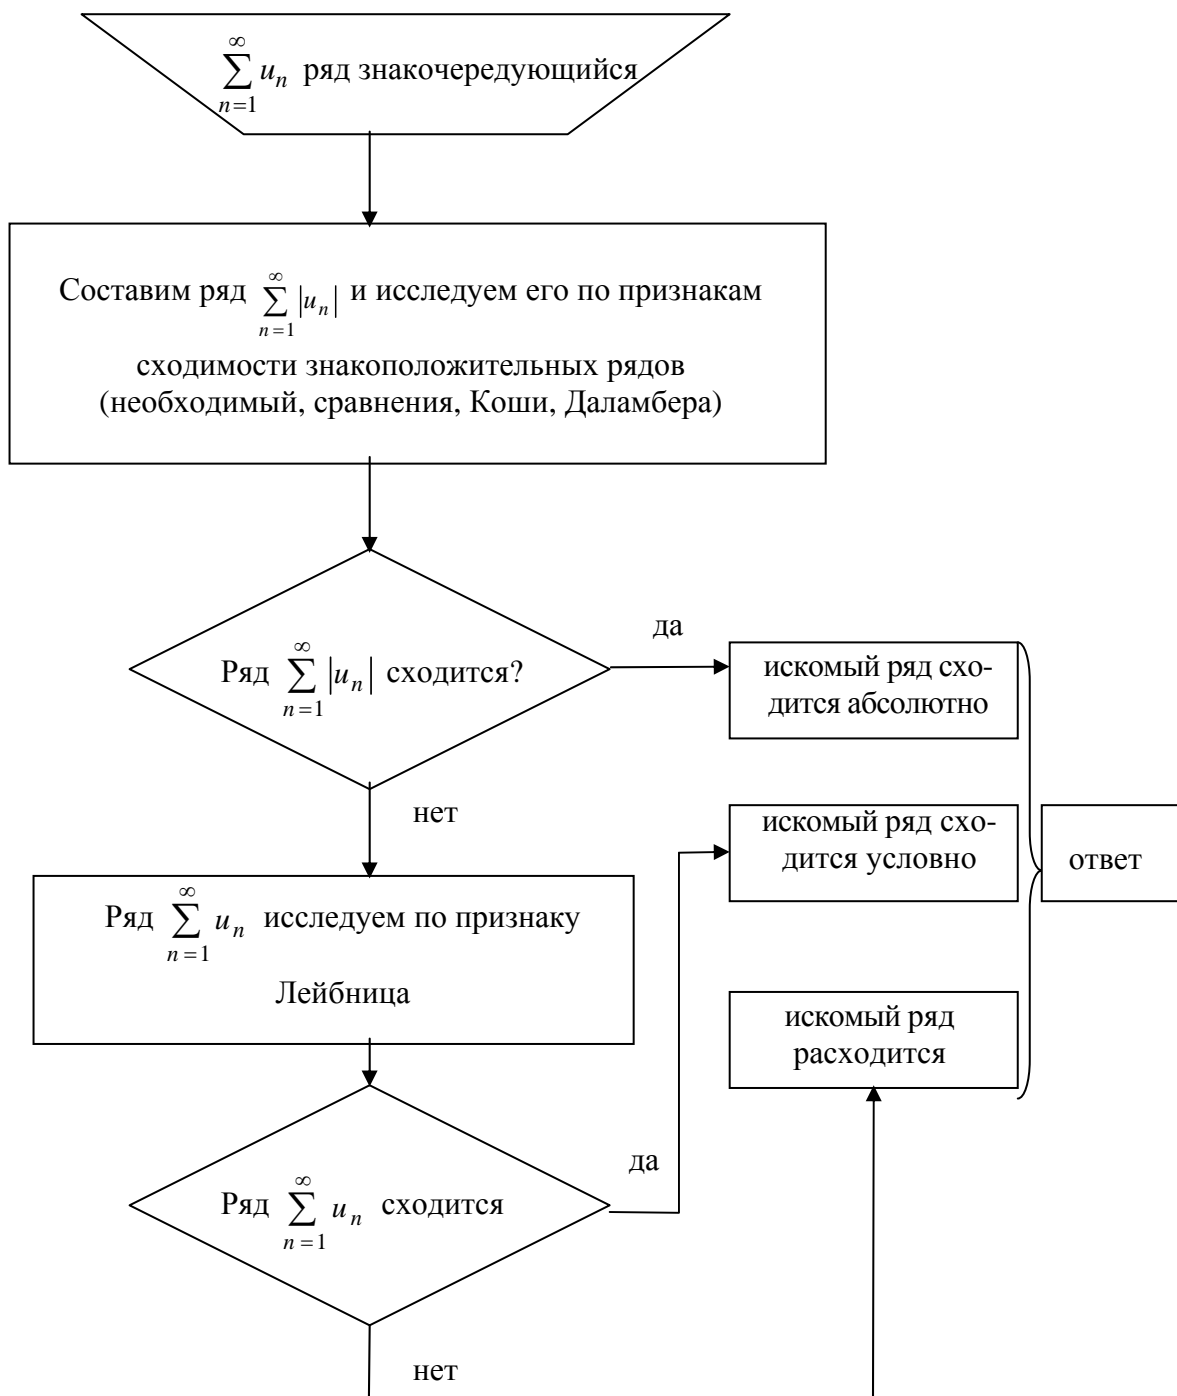 ∞
∑ u_n ряд знакочередующийся
n=1
Составим ряд ∑_{n=1}^{∞} |u_n| и исследуем его по признакам
сходимости знакоположительных рядов
(необходимый, сравнения, Коши, Даламбера)
Ряд ∑_{n=1}^{∞} |u_n| сходится?
да
искомый ряд схо-
дится абсолютно
нет
искомый ряд схо-
дится условно
ответ
Ряд ∑_{n=1}^{∞} u_n исследуем по признаку
Лейбница
искомый ряд
расходится
да
Ряд ∑_{n=1}^{∞} u_n сходится
нет